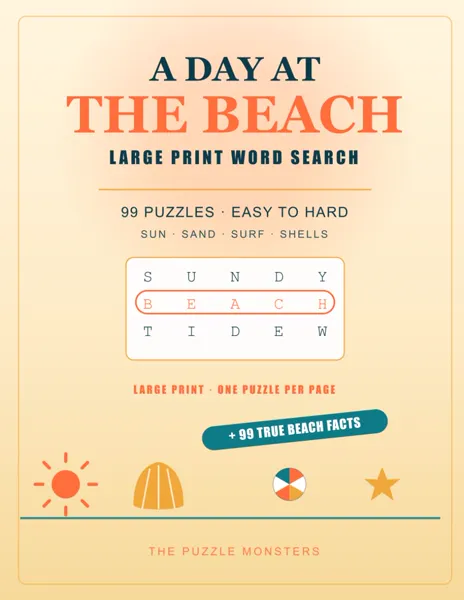 A DAY AT
THE BEACH
LARGE PRINT WORD SEARCH
99 PUZZLES · EASY TO HARD
SUN · SAND · SURF · SHELLS
S U N D Y
B E A C H
T I D E W
LARGE PRINT · ONE PUZZLE PER PAGE
+ 99 TRUE BEACH FACTS
THE PUZZLE MONSTERS